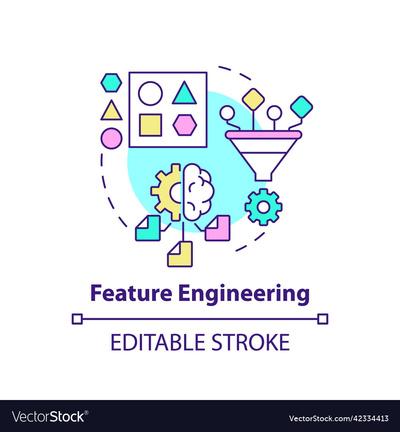 Feature Engineering
EDITABLE STROKE
VectorStock®
VectorStock.com/42334413